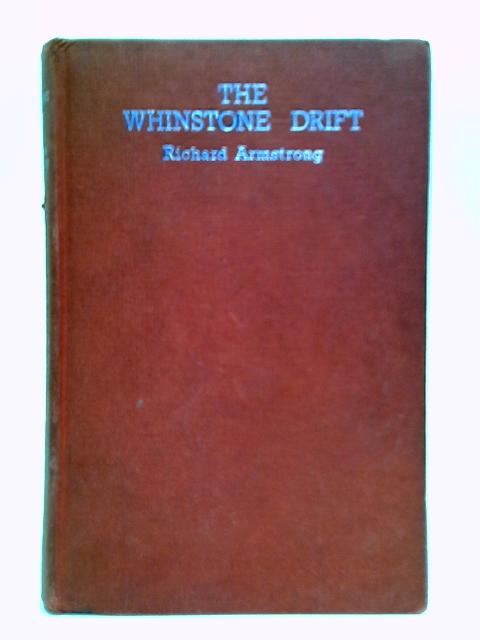 THE
WHINSTONE DRIFT
Richard Armstrong